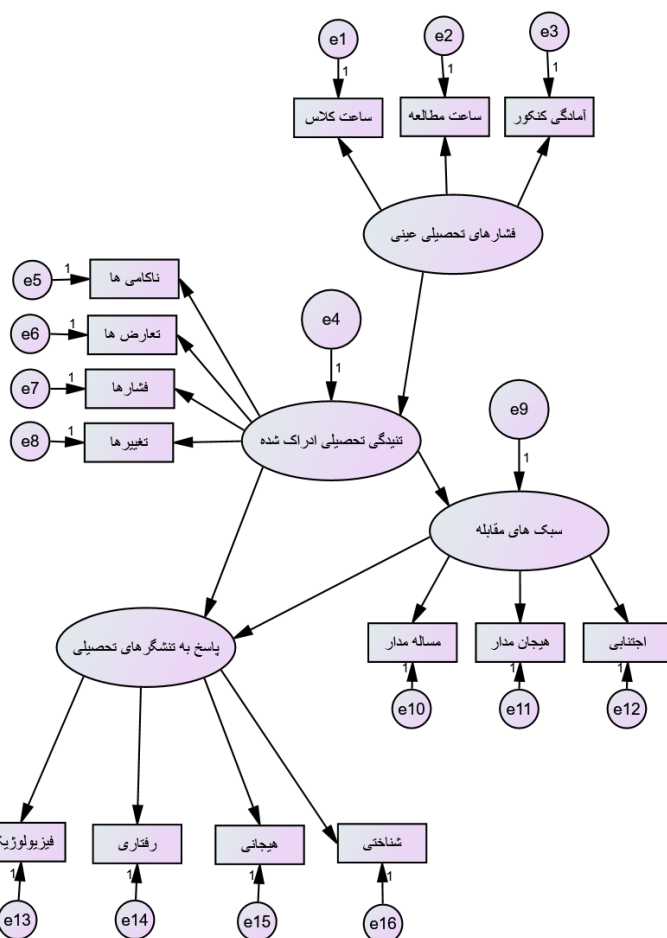 e1
e2
e3
1
1
1
ساعت کلاس
ساعت مطالعه
آمادگی کنکور
فشارهای تحصیلی عینی
e5
1
ناکامی ها
e4
1
e6
1
تعارض ها
e7
1
فشارها
e8
1
تغییرها
e9
1
تنیدگی تحصیلی ادراک شده
سبک های مقابله
پاسخ به تنشگرهای تحصیلی
مساله مدار
هیجان مدار
اجتنابی
1
1
1
e10
e11
e12
فیزیولوژیک
رفتاری
هیجانی
شناختی
1
1
1
1
e13
e14
e15
e16